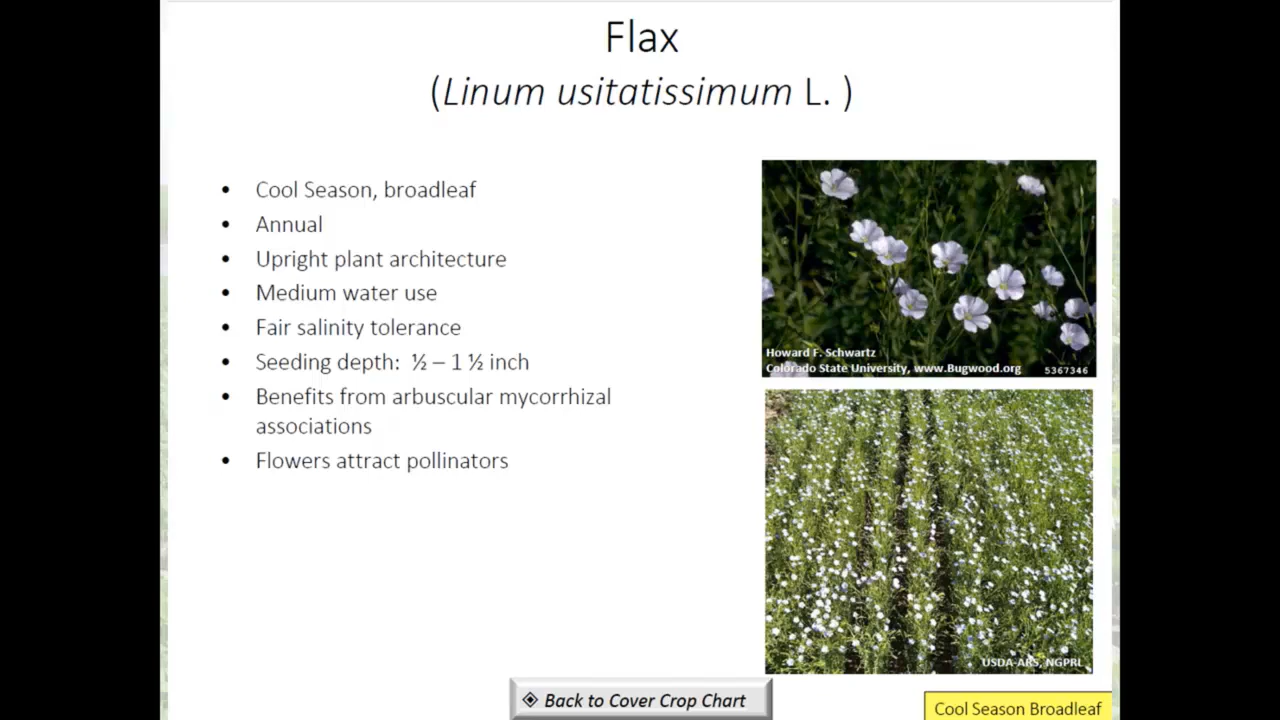 Flax
(Linum usitatissimum L. )
• Cool Season, broadleaf
• Annual
• Upright plant architecture
• Medium water use
• Fair salinity tolerance
• Seeding depth: ½ – 1 ½ inch
• Benefits from arbuscular mycorrhizal
associations
• Flowers attract pollinators
Howard F. Schwartz
Colorado State University, www.Bugwood.org 5367346
USDA-ARS, NGPRL
Back to Cover Crop Chart
Cool Season Broadleaf